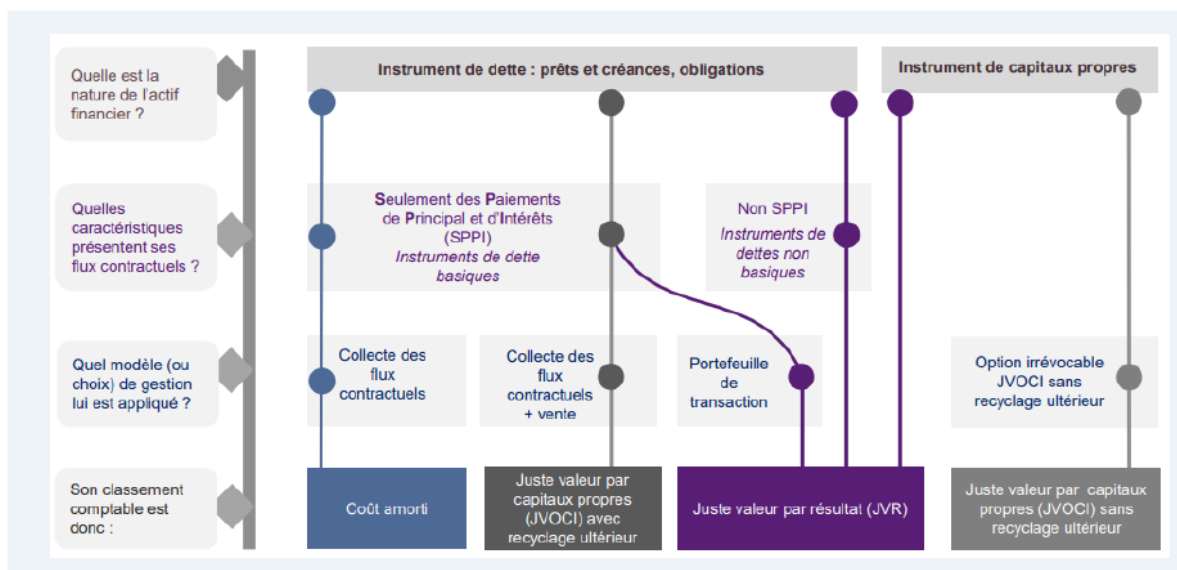 Quelle est la
nature de l'actif
financier ?
Instrument de dette : prêts et créances, obligations
Instrument de capitaux propres
Quelles
caractéristiques
présentent ses
flux contractuels ?
Seulement des Paiements
de Principal et d'Intérêts
(SPPI)
Instruments de dette
basiques
Non SPPI
Instruments de
dettes non
basiques
Quel modèle (ou
choix) de gestion
lui est appliqué ?
Collecte des
flux
contractuels
Collecte des
flux
contractuels
+ vente
Portefeuille
de
transaction
Option irrévocable
JVOCI sans
recyclage ultérieur
Son classement
comptable est
donc :
Coût amorti
Juste valeur par
capitaux propres
(JVOCI) avec
recyclage ultérieur
Juste valeur par résultat (JVR)
Juste valeur par capitaux
propres (JVOCI) sans
recyclage ultérieur